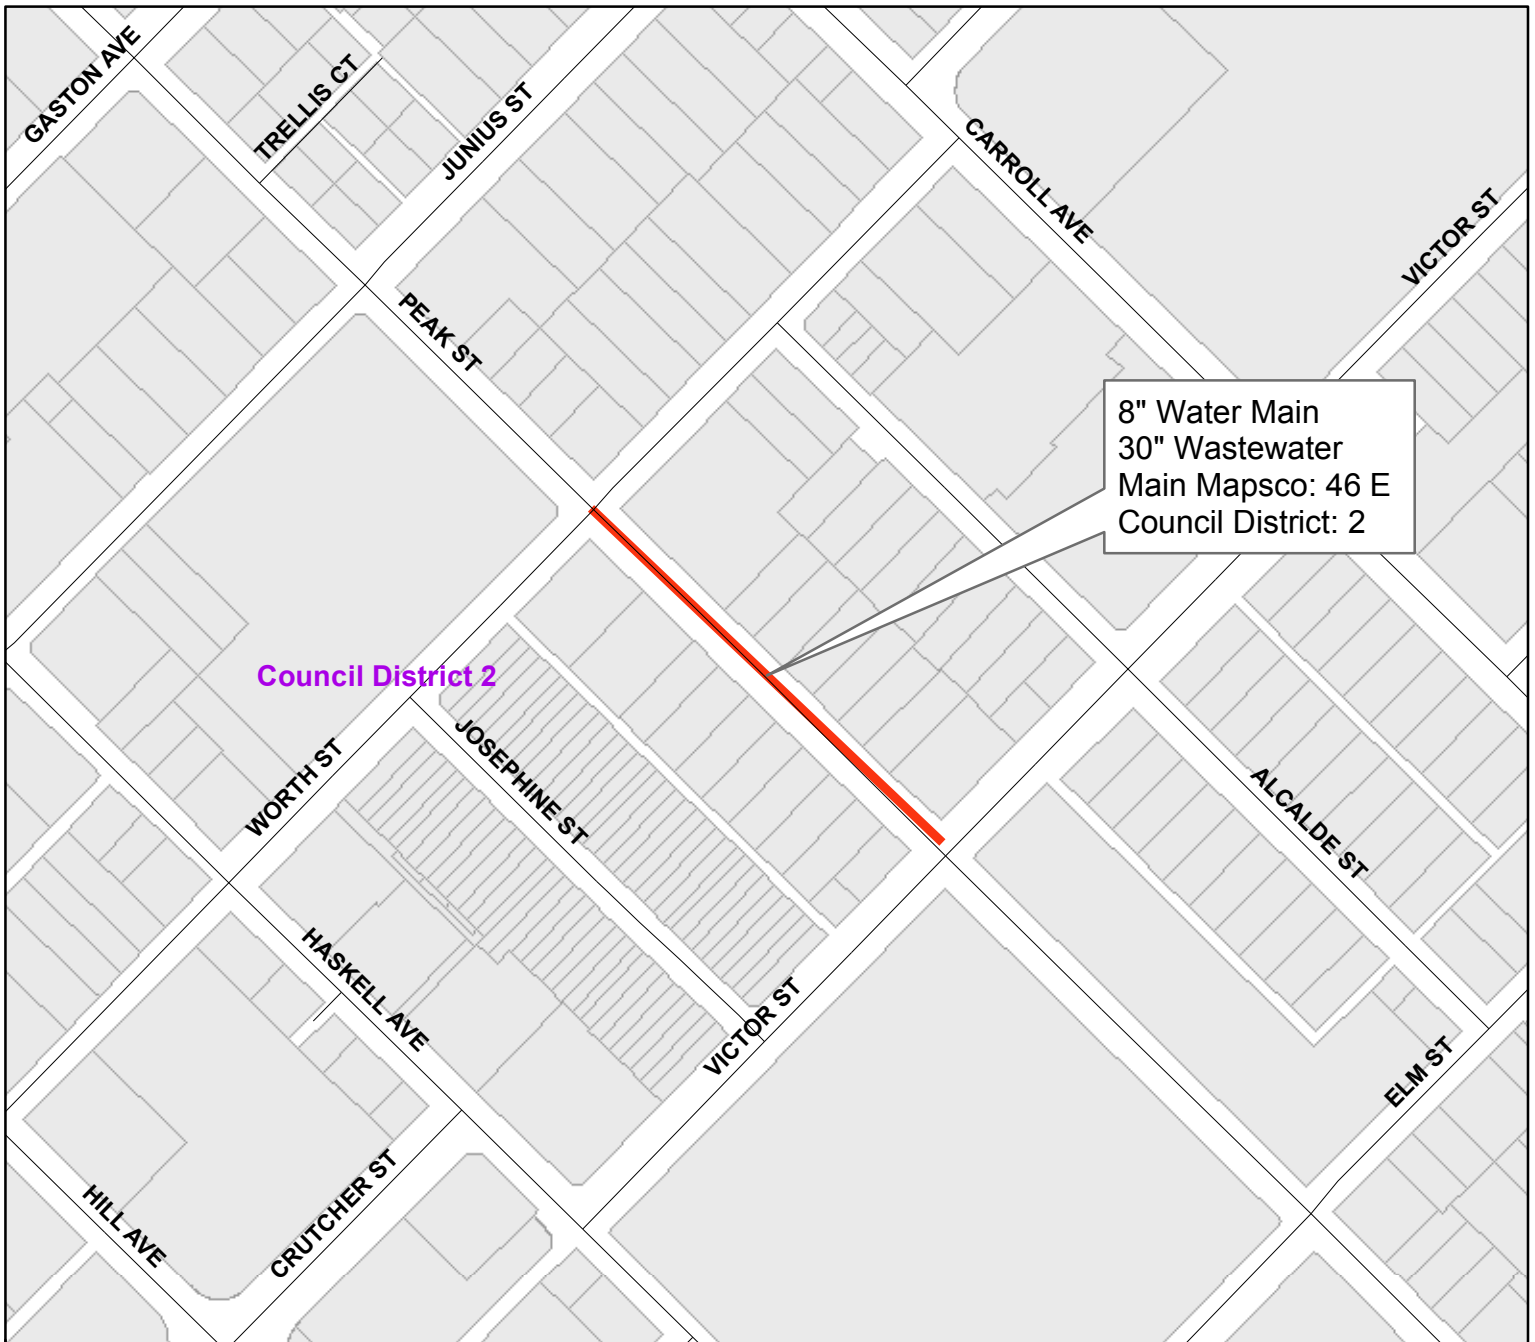 GASTON AVE
TRELLIS CT
JUNIUS ST
CARROLL AVE
VICTOR ST
PEAK ST
8" Water Main
30" Wastewater
Main Mapsco: 46 E
Council District: 2
Council District 2
JOSEPHINE ST
WORTH ST
ALCALDE ST
HASKELL AVE
VICTOR ST
ELM ST
HILL AVE
CRUTCHER ST